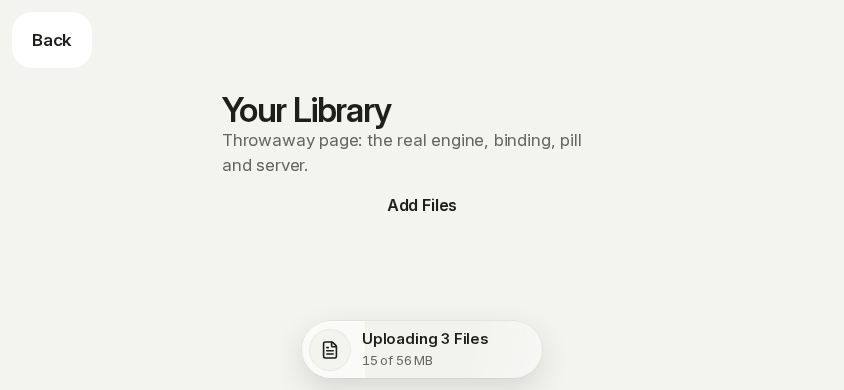 Back
Your Library
Throwaway page: the real engine, binding, pill
and server.
Add Files
Uploading 3 Files
15 of 56 MB